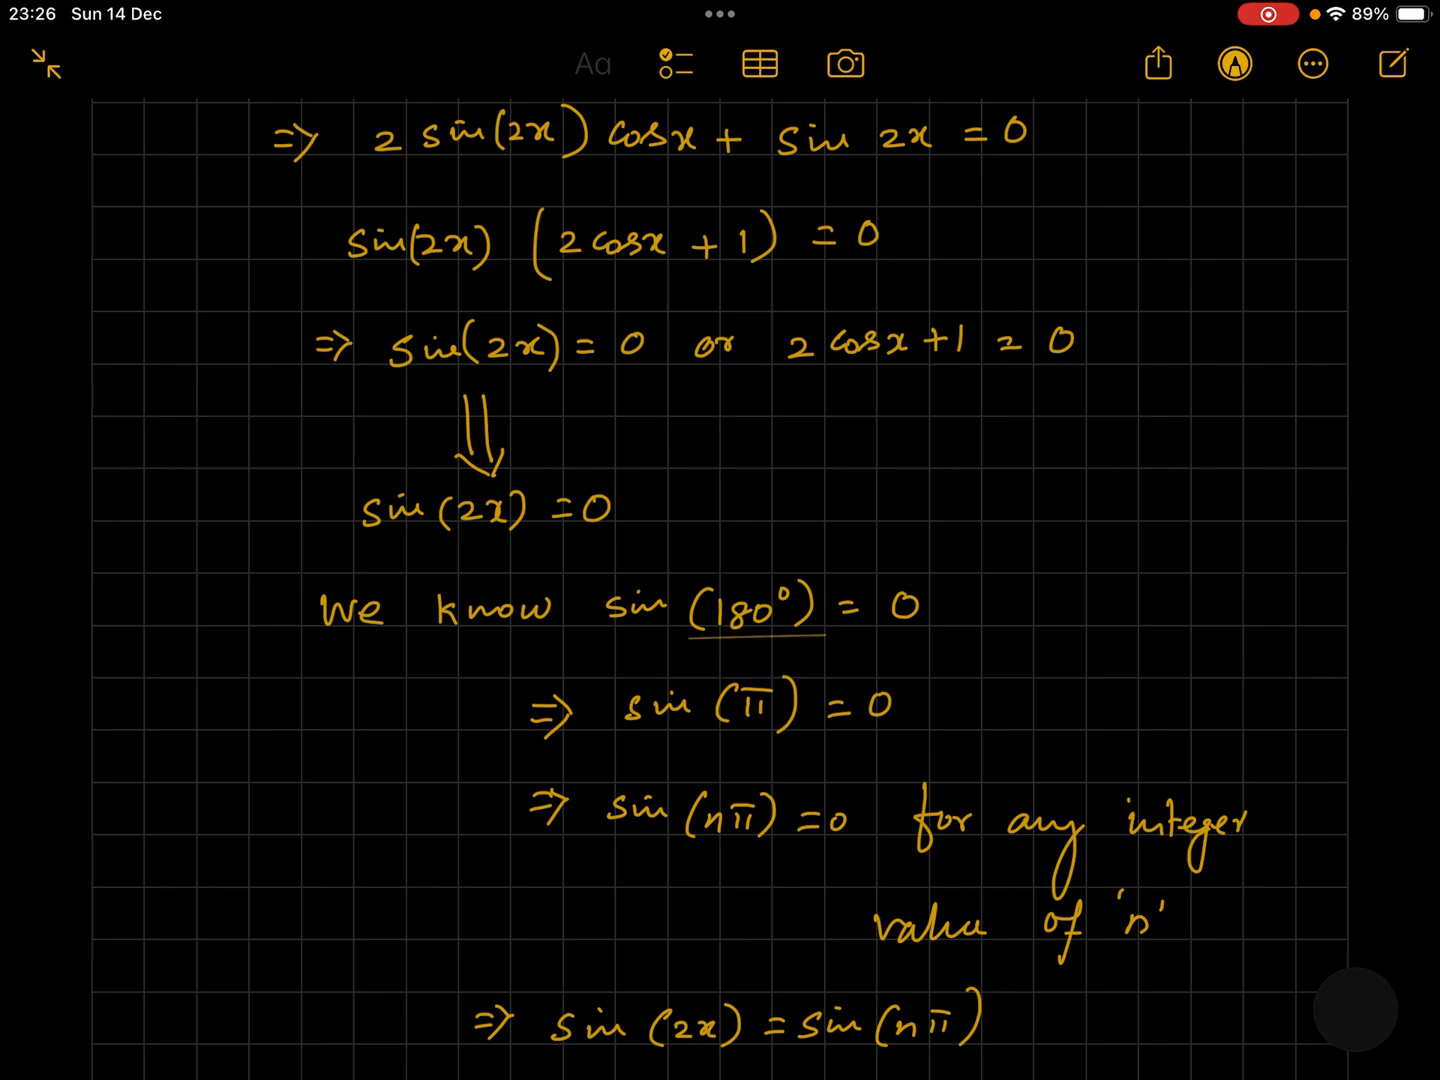 23:26 Sun 14 Dec 89%
Aa
=> 2 sin(2x) cosx + sin 2x = 0
sin(2x) (2cosx + 1) = 0
=> sin(2x) = 0 or 2 cosx + 1 = 0
sin(2x) = 0
We know sin (180°) = 0
=> sin (π) = 0
=> sin (nπ) = 0 for any integer
value of 'n'
=> sin (2x) = sin (nπ)